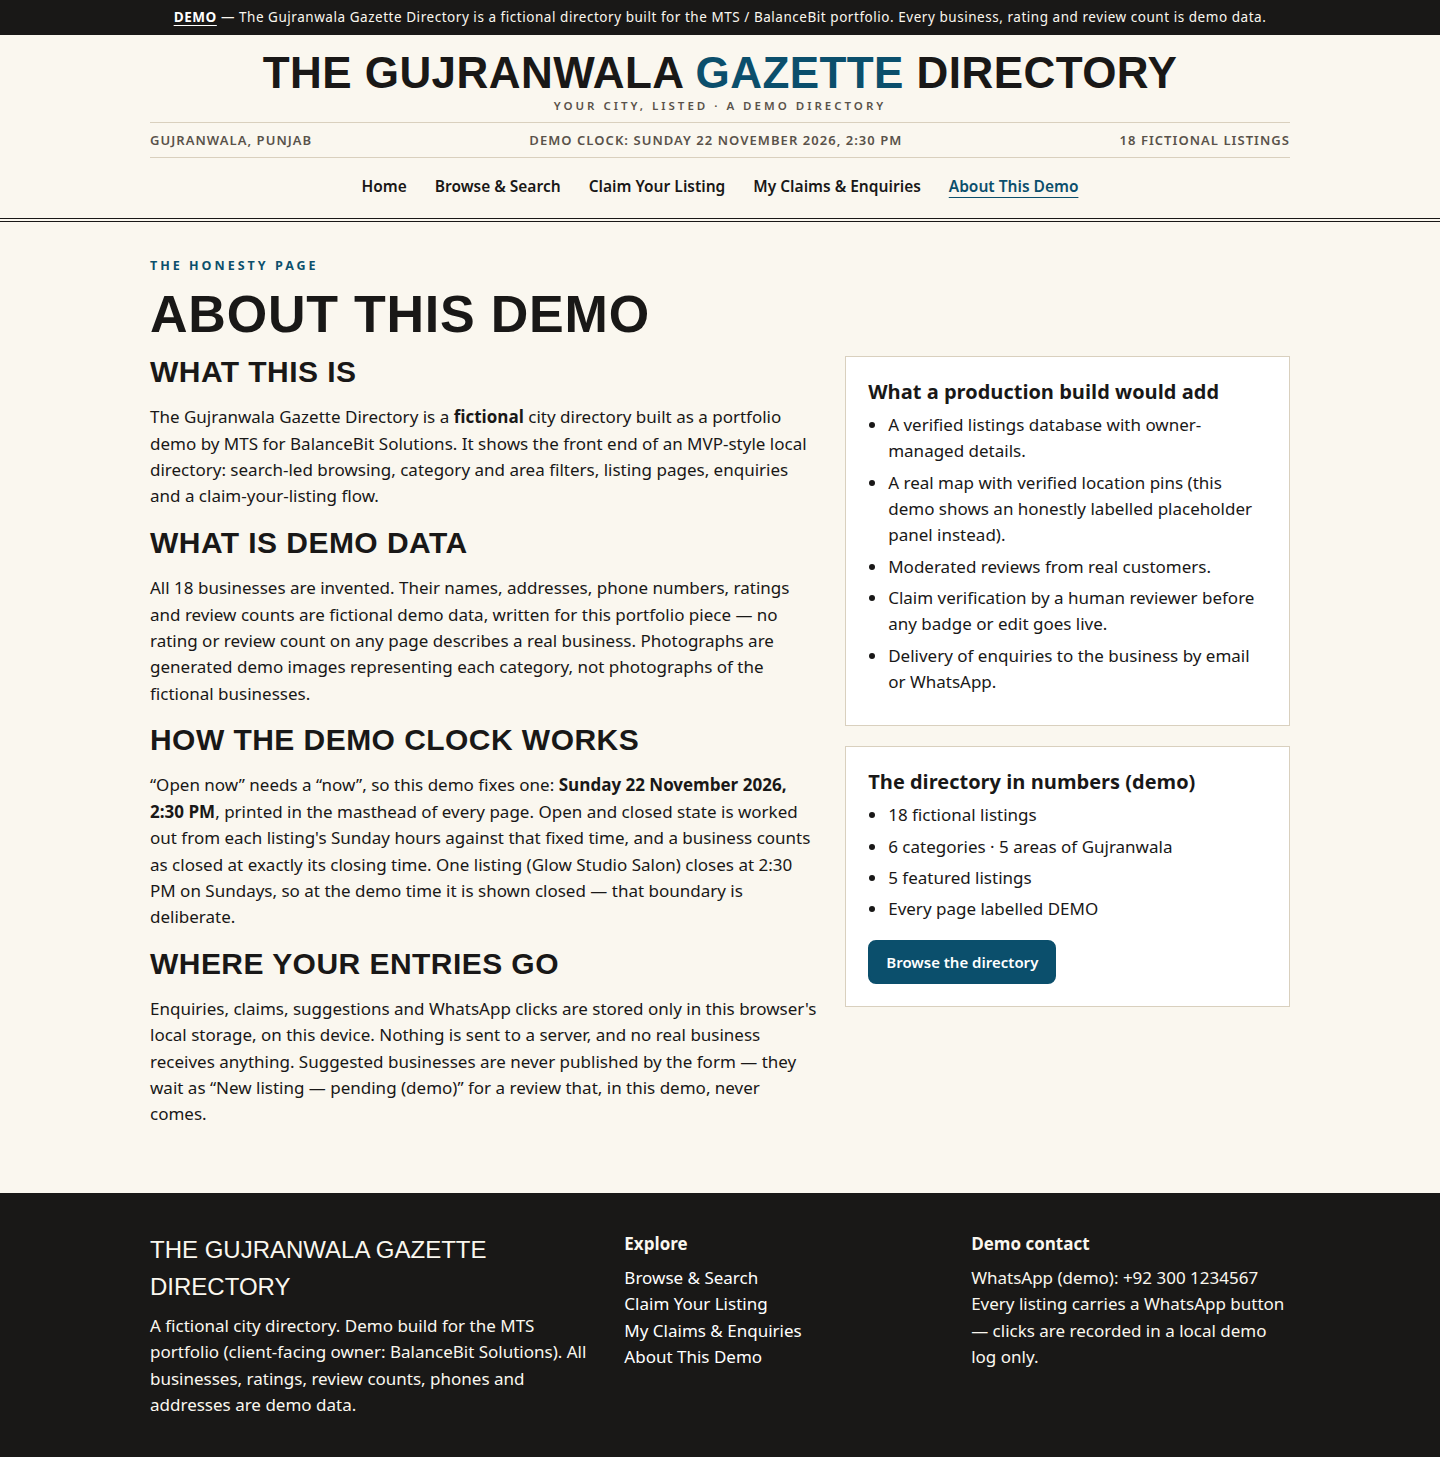 DEMO — The Gujranwala Gazette Directory is a fictional directory built for the MTS / BalanceBit portfolio. Every business, rating and review count is demo data.
THE GUJRANWALA GAZETTE DIRECTORY
YOUR CITY, LISTED · A DEMO DIRECTORY
GUJRANWALA, PUNJAB
DEMO CLOCK: SUNDAY 22 NOVEMBER 2026, 2:30 PM
18 FICTIONAL LISTINGS
Home
Browse & Search
Claim Your Listing
My Claims & Enquiries
About This Demo
THE HONESTY PAGE
ABOUT THIS DEMO
WHAT THIS IS
The Gujranwala Gazette Directory is a fictional city directory built as a portfolio
demo by MTS for BalanceBit Solutions. It shows the front end of an MVP-style local
directory: search-led browsing, category and area filters, listing pages, enquiries
and a claim-your-listing flow.
WHAT IS DEMO DATA
All 18 businesses are invented. Their names, addresses, phone numbers, ratings
and review counts are fictional demo data, written for this portfolio piece — no
rating or review count on any page describes a real business. Photographs are
generated demo images representing each category, not photographs of the
fictional businesses.
HOW THE DEMO CLOCK WORKS
“Open now” needs a “now”, so this demo fixes one: Sunday 22 November 2026,
2:30 PM, printed in the masthead of every page. Open and closed state is worked
out from each listing's Sunday hours against that fixed time, and a business counts
as closed at exactly its closing time. One listing (Glow Studio Salon) closes at 2:30
PM on Sundays, so at the demo time it is shown closed — that boundary is
deliberate.
WHERE YOUR ENTRIES GO
Enquiries, claims, suggestions and WhatsApp clicks are stored only in this browser's
local storage, on this device. Nothing is sent to a server, and no real business
receives anything. Suggested businesses are never published by the form — they
wait as “New listing — pending (demo)” for a review that, in this demo, never
comes.
What a production build would add
• A verified listings database with owner-
managed details.
• A real map with verified location pins (this
demo shows an honestly labelled placeholder
panel instead).
• Moderated reviews from real customers.
• Claim verification by a human reviewer before
any badge or edit goes live.
• Delivery of enquiries to the business by email
or WhatsApp.
The directory in numbers (demo)
• 18 fictional listings
• 6 categories · 5 areas of Gujranwala
• 5 featured listings
• Every page labelled DEMO
Browse the directory
THE GUJRANWALA GAZETTE
DIRECTORY
A fictional city directory. Demo build for the MTS
portfolio (client-facing owner: BalanceBit Solutions). All
businesses, ratings, review counts, phones and
addresses are demo data.
Explore
Browse & Search
Claim Your Listing
My Claims & Enquiries
About This Demo
Demo contact
WhatsApp (demo): +92 300 1234567
Every listing carries a WhatsApp button
— clicks are recorded in a local demo
log only.